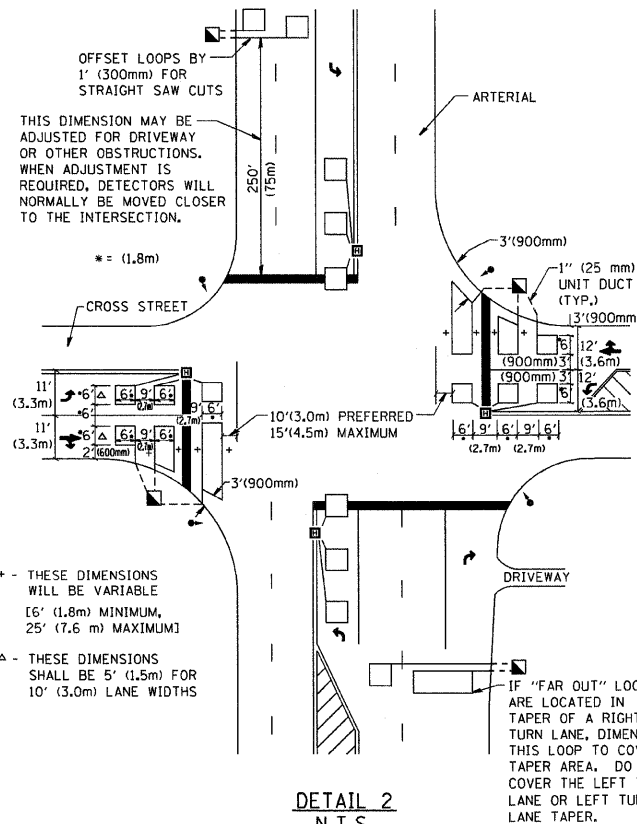 OFFSET LOOPS BY
1' (300mm) FOR
STRAIGHT SAW CUTS
THIS DIMENSION MAY BE
ADJUSTED FOR DRIVEWAY
OR OTHER OBSTRUCTIONS.
WHEN ADJUSTMENT IS
REQUIRED, DETECTORS WILL
NORMALLY BE MOVED CLOSER
TO THE INTERSECTION.
* = (1.8m)
250'
(75m)
ARTERIAL
CROSS STREET
3'(900mm)
1" (25 mm)
UNIT DUCT
(TYP.)
3'(900mm
H
+ + +
*6'
12'
(3.6m)
(900mm) 3'
(900mm) 3'
12'
*6'
(3.6m)
H
6' 9' 6' 9' 6'
(2.7m) (2.7m)
10'(3.0m) PREFERRED
15'(4.5m) MAXIMUM
H
11'
(3.3m)
*6' △ 6' 9' 6' 9' 6'
(2.7m) (2.7m)
*6'
11'
(3.3m)
*6' △ 6' 9' 6'
(2.7m)
2' (600mm)
3'(900mm)
H
+ - THESE DIMENSIONS
WILL BE VARIABLE
[6' (1.8m) MINIMUM,
25' (7.6 m) MAXIMUM]
△ - THESE DIMENSIONS
SHALL BE 5' (1.5m) FOR
10' (3.0m) LANE WIDTHS
H
DRIVEWAY
IF "FAR OUT" LOO
ARE LOCATED IN
TAPER OF A RIGHT
TURN LANE, DIMEN
THIS LOOP TO COV
TAPER AREA. DO
COVER THE LEFT T
LANE OR LEFT TU
LANE TAPER.
DETAIL 2
N.T.S.